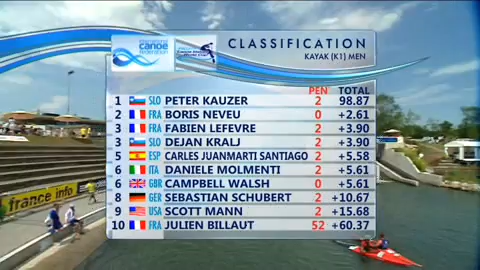 international
canoe
federation
CLASSIFICATION
KAYAK (K1) MEN
PEN TOTAL
1 SLO PETER KAUZER 2 98.87
2 FRA BORIS NEVEU 0 +2.61
3 FRA FABIEN LEFEVRE 2 +3.90
3 SLO DEJAN KRALJ 2 +3.90
5 ESP CARLES JUANMARTI SANTIAGO 2 +5.58
6 ITA DANIELE MOLMENTI 2 +5.61
6 GBR CAMPBELL WALSH 0 +5.61
8 GER SEBASTIAN SCHUBERT 2 +10.67
9 USA SCOTT MANN 2 +15.68
10 FRA JULIEN BILLAUT 52 +60.37
france.info